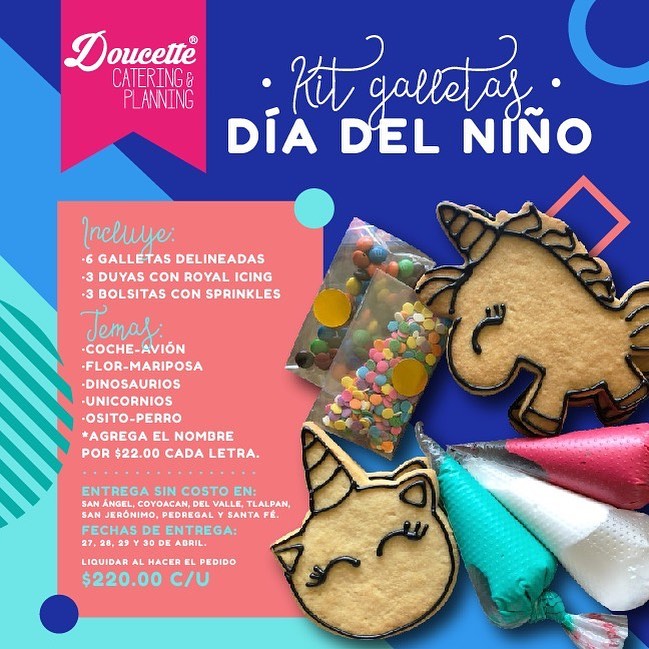 Doucette®
CATERING &
PLANNING
· Kit galletas ·
DÍA DEL NIÑO
Incluye:
·6 GALLETAS DELINEADAS
·3 DUYAS CON ROYAL ICING
·3 BOLSITAS CON SPRINKLES
Temas:
·COCHE-AVIÓN
·FLOR-MARIPOSA
·DINOSAURIOS
·UNICORNIOS
·OSITO-PERRO
*AGREGA EL NOMBRE
POR $22.00 CADA LETRA.
ENTREGA SIN COSTO EN:
SAN ÁNGEL, COYOACAN, DEL VALLE, TLALPAN,
SAN JERÓNIMO, PEDREGAL Y SANTA FÉ.
FECHAS DE ENTREGA:
27, 28, 29 Y 30 DE ABRIL.
LIQUIDAR AL HACER EL PEDIDO
$220.00 C/U